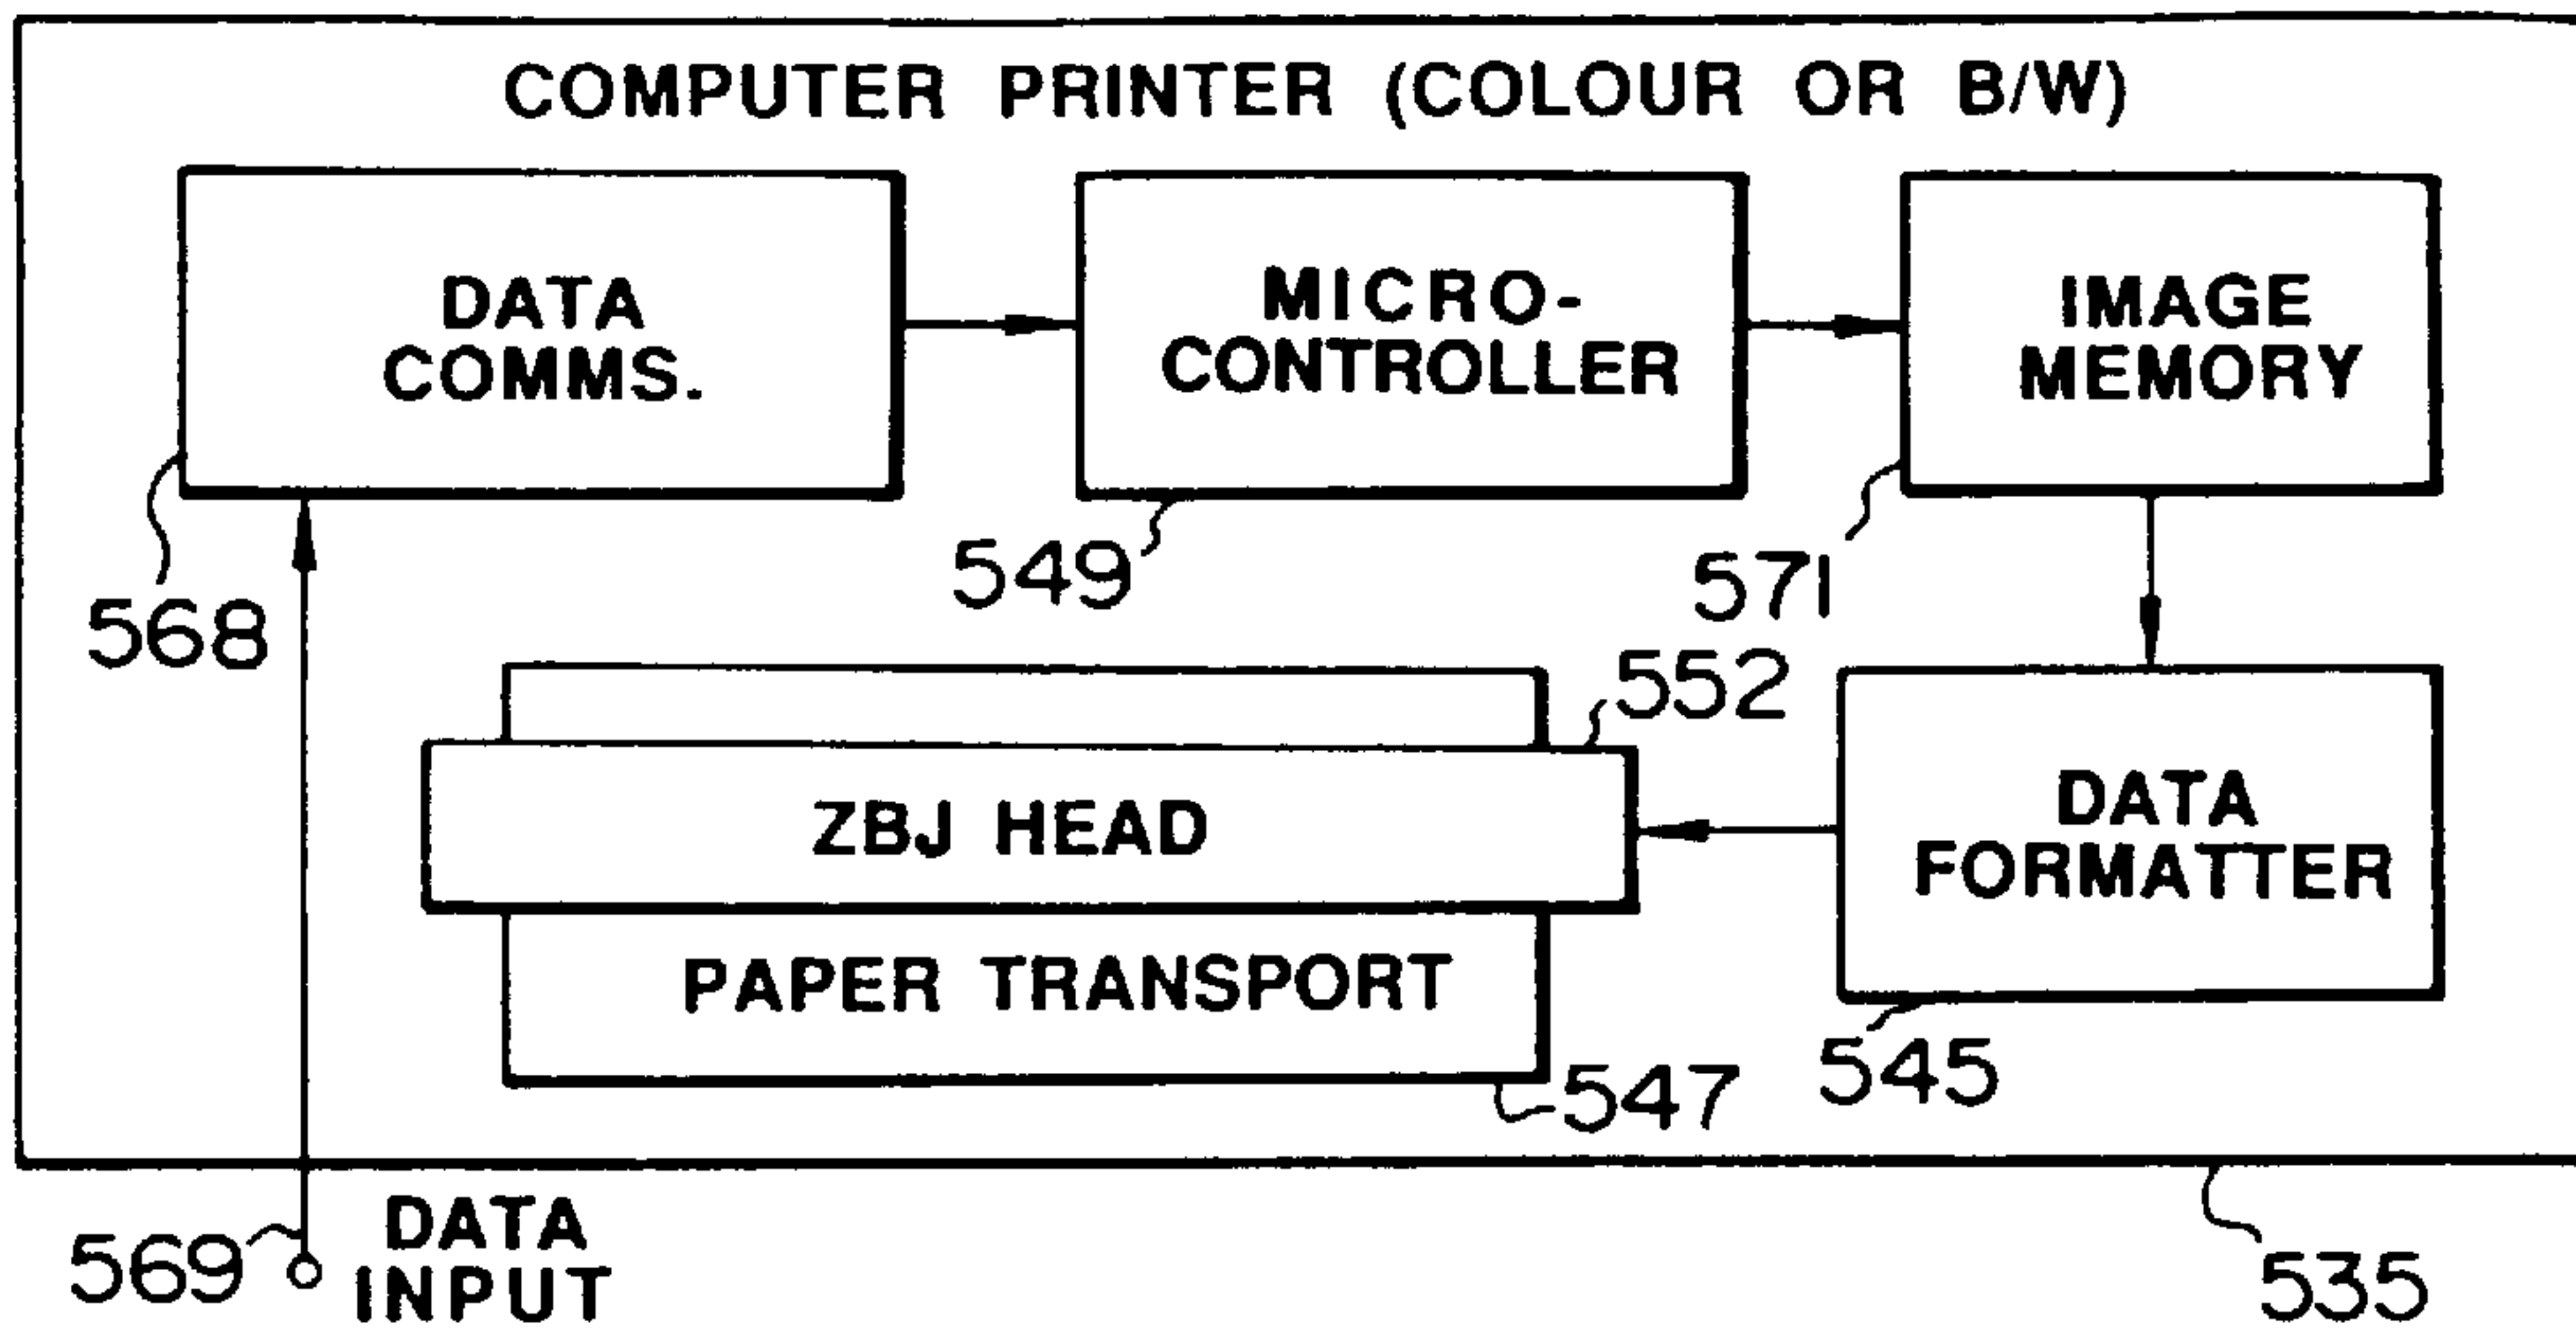 COMPUTER PRINTER (COLOUR OR B/W)
DATA
COMMS.
MICRO-
CONTROLLER
IMAGE
MEMORY
568
549
571
552
ZBJ HEAD
DATA
FORMATTER
PAPER TRANSPORT
547
545
569
DATA
INPUT
535